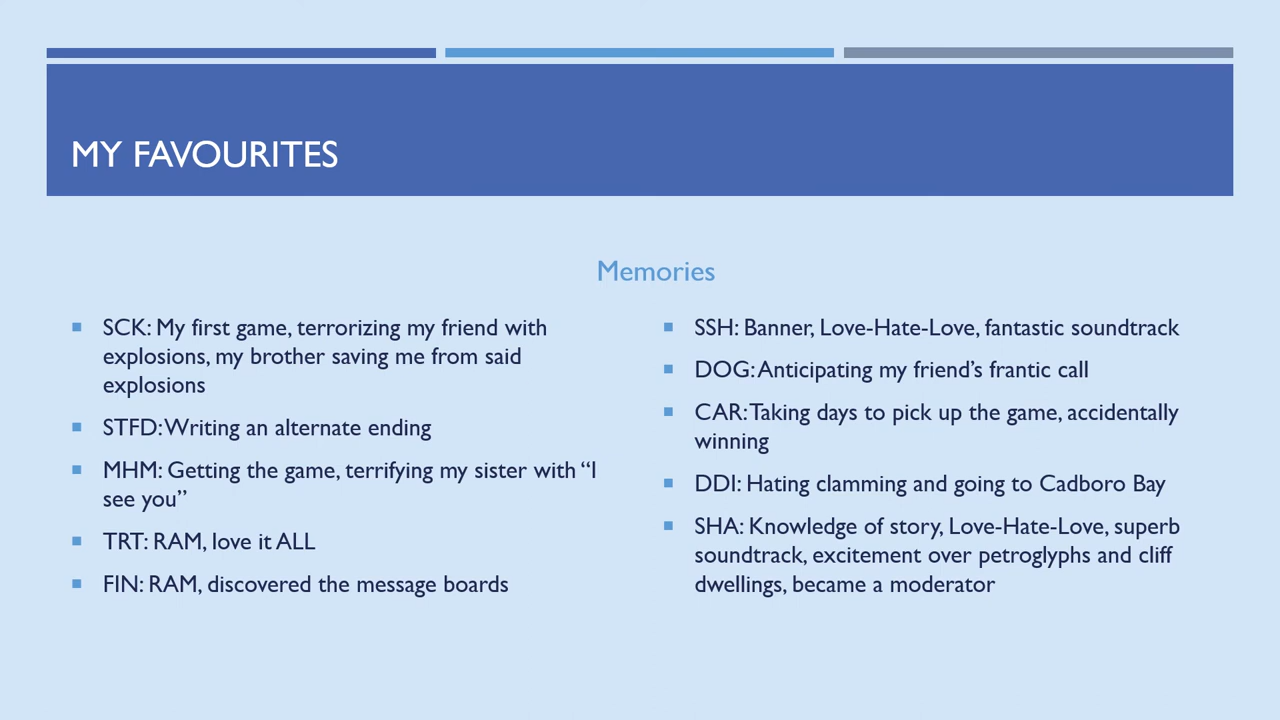 MY FAVOURITES
Memories
SCK: My first game, terrorizing my friend with
explosions, my brother saving me from said
explosions
STFD: Writing an alternate ending
MHM: Getting the game, terrifying my sister with “I
see you”
TRT: RAM, love it ALL
FIN: RAM, discovered the message boards
SSH: Banner, Love-Hate-Love, fantastic soundtrack
DOG: Anticipating my friend’s frantic call
CAR: Taking days to pick up the game, accidentally
winning
DDI: Hating clamming and going to Cadboro Bay
SHA: Knowledge of story, Love-Hate-Love, superb
soundtrack, excitement over petroglyphs and cliff
dwellings, became a moderator